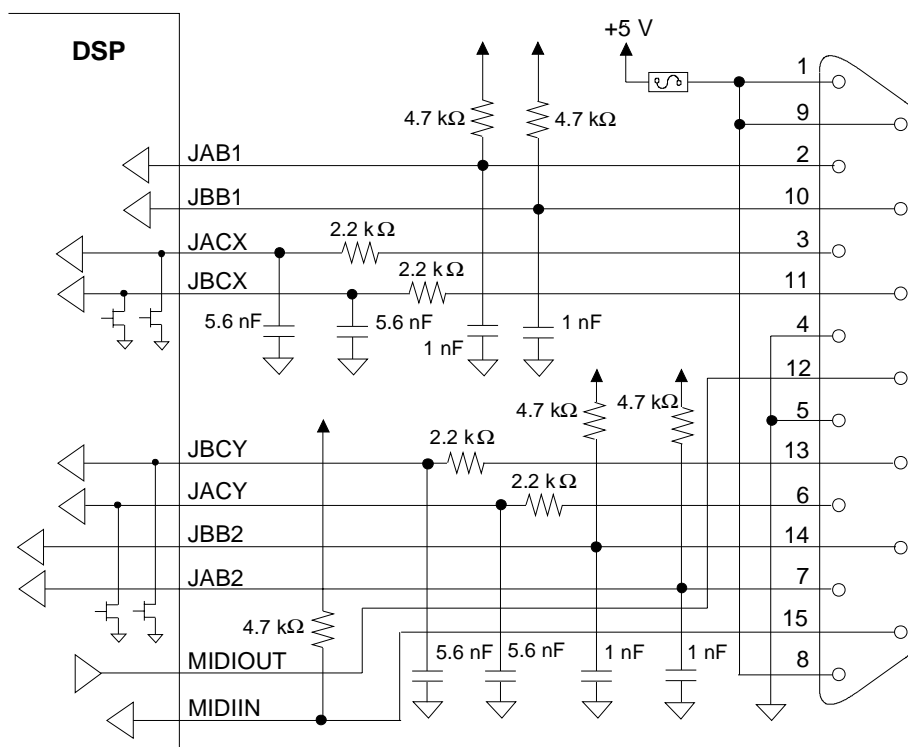 +5 V
DSP
1
9
4.7 kΩ
4.7 kΩ
JAB1
2
JBB1
10
2.2 kΩ
JACX
3
2.2 kΩ
JBCX
11
5.6 nF
5.6 nF
1 nF
1 nF
4
12
4.7 kΩ
4.7 kΩ
5
2.2 kΩ
JBCY
13
2.2 kΩ
JACY
6
JBB2
14
JAB2
7
4.7 kΩ
15
MIDIOUT
5.6 nF
5.6 nF
1 nF
1 nF
8
MIDIIN